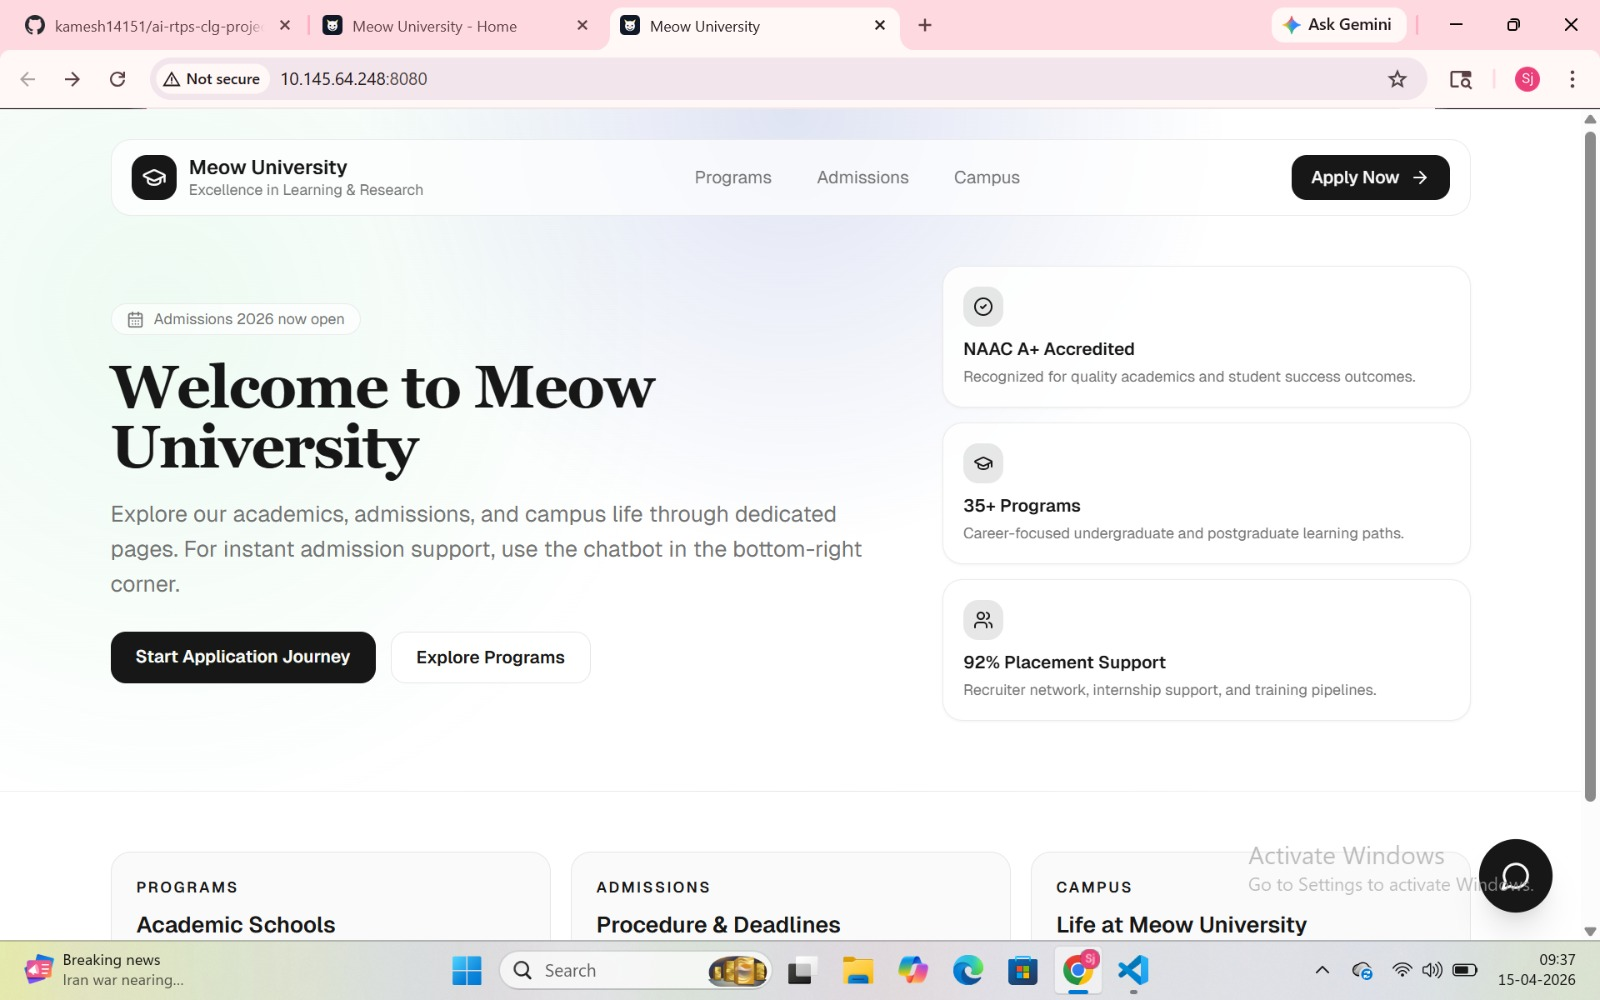 kamesh14151/ai-rtps-clg-proje
Meow University - Home
Meow University
Ask Gemini
Not secure
10.145.64.248:8080
Sj
Meow University
Excellence in Learning & Research
Programs
Admissions
Campus
Apply Now
Admissions 2026 now open
Welcome to Meow
University
Explore our academics, admissions, and campus life through dedicated
pages. For instant admission support, use the chatbot in the bottom-right
corner.
Start Application Journey
Explore Programs
NAAC A+ Accredited
Recognized for quality academics and student success outcomes.
35+ Programs
Career-focused undergraduate and postgraduate learning paths.
92% Placement Support
Recruiter network, internship support, and training pipelines.
PROGRAMS
Academic Schools
ADMISSIONS
Procedure & Deadlines
CAMPUS
Life at Meow University
Activate Windows
Go to Settings to activate Windows.
Breaking news
Iran war nearing...
Search
Sj
09:37
15-04-2026